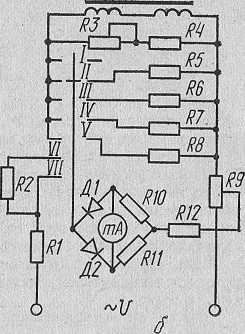 R3
R4
I
II
R5
III
R6
IV
R7
V
R8
VI
VII
R2
R9
Д1
R10
R12
mA
R1
Д2
R11
~U
б